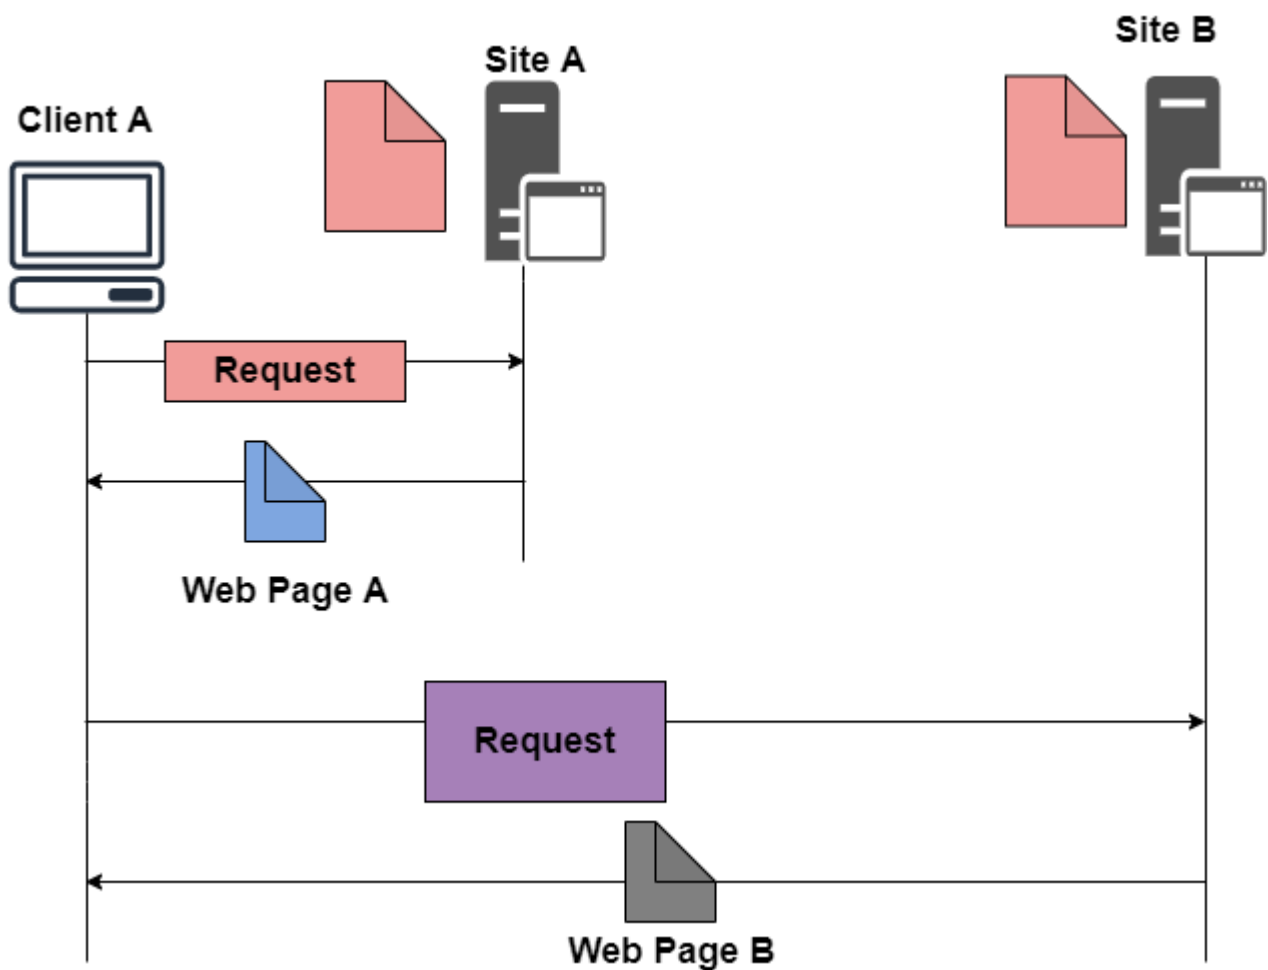 Site B
Site A
Client A
Request
Web Page A
Request
Web Page B